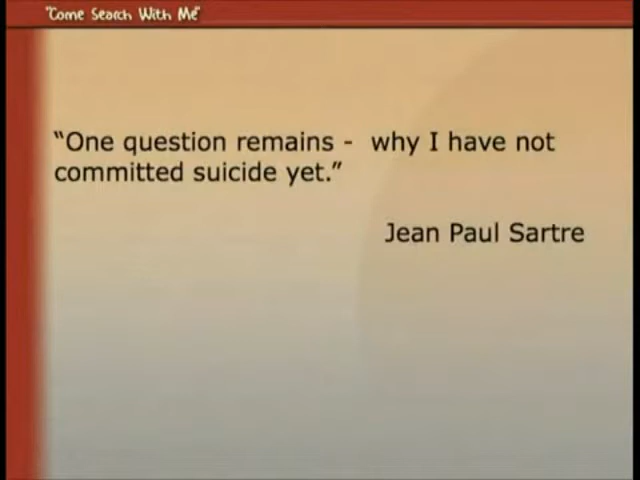 "Come Search With Me"
“One question remains -  why I have not
committed suicide yet.”
Jean Paul Sartre